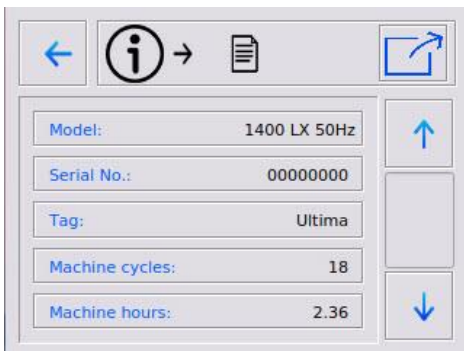 Model: 1400 LX 50Hz
Serial No.: 00000000
Tag: Ultima
Machine cycles: 18
Machine hours: 2.36